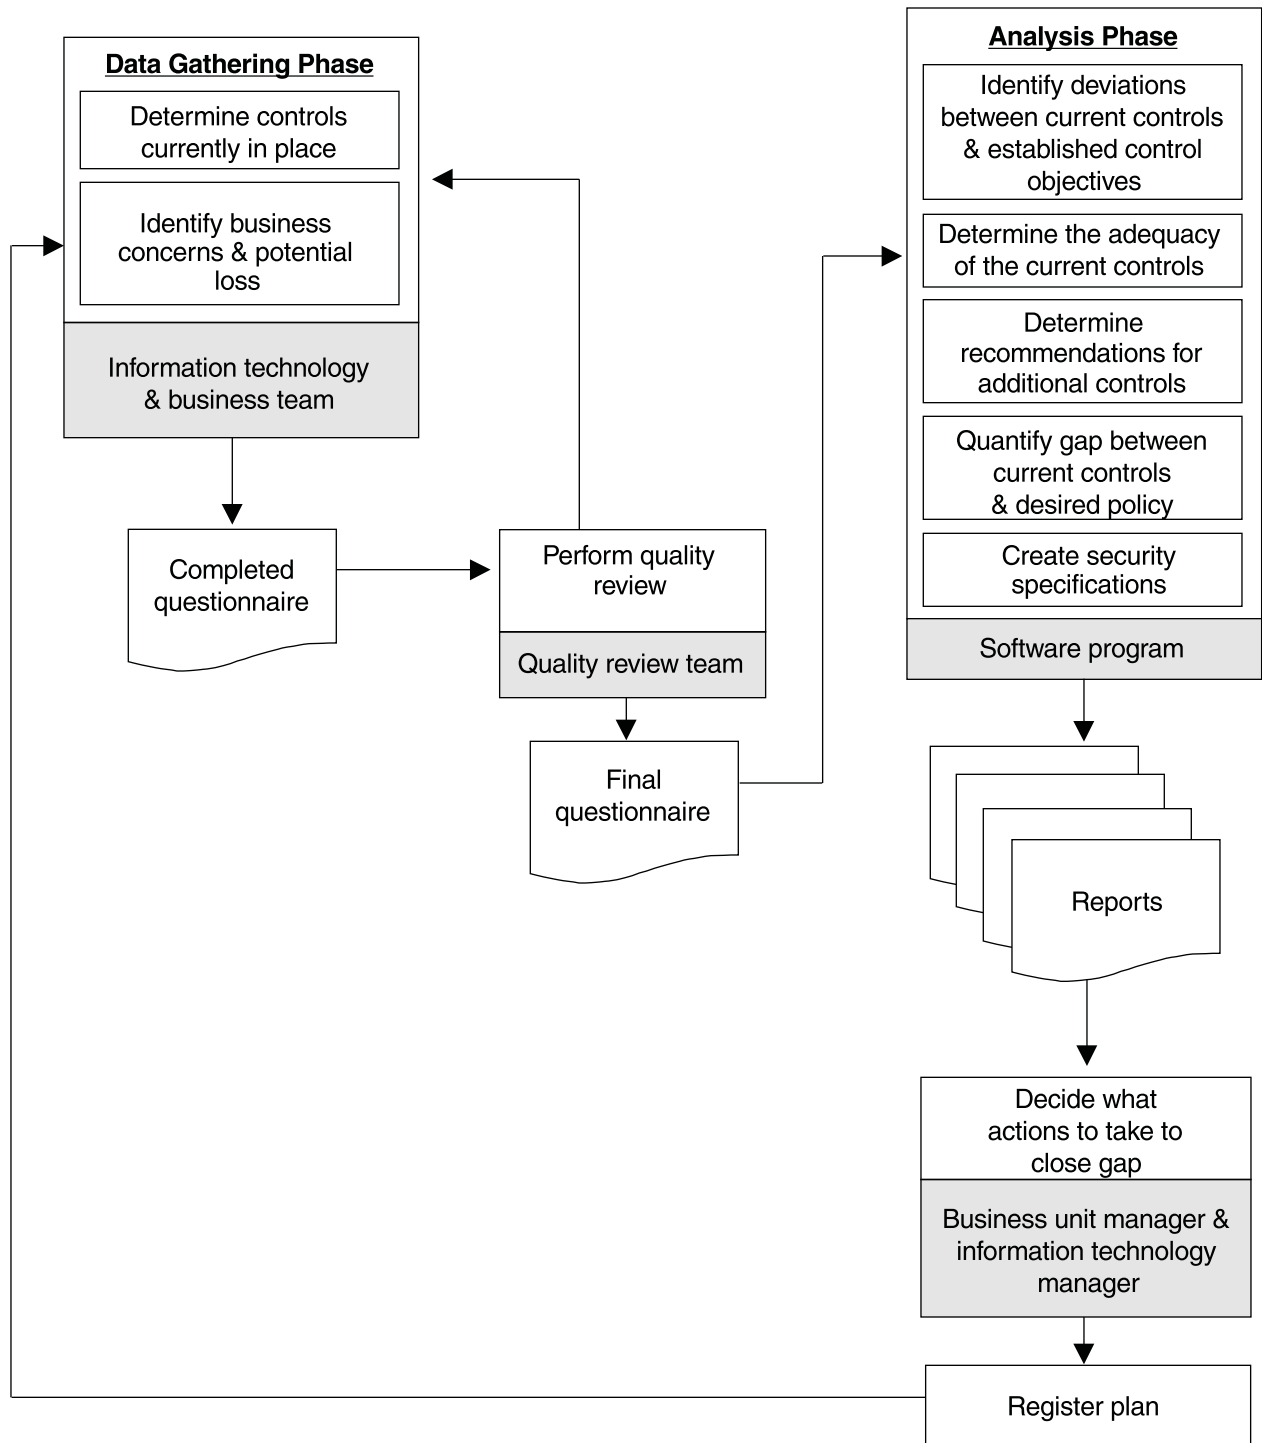 Data Gathering Phase
Determine controls
currently in place
Identify business
concerns & potential
loss
Information technology
& business team
Completed
questionnaire
Perform quality
review
Quality review team
Final
questionnaire
Analysis Phase
Identify deviations
between current controls
& established control
objectives
Determine the adequacy
of the current controls
Determine
recommendations for
additional controls
Quantify gap between
current controls
& desired policy
Create security
specifications
Software program
Reports
Decide what
actions to take to
close gap
Business unit manager &
information technology
manager
Register plan